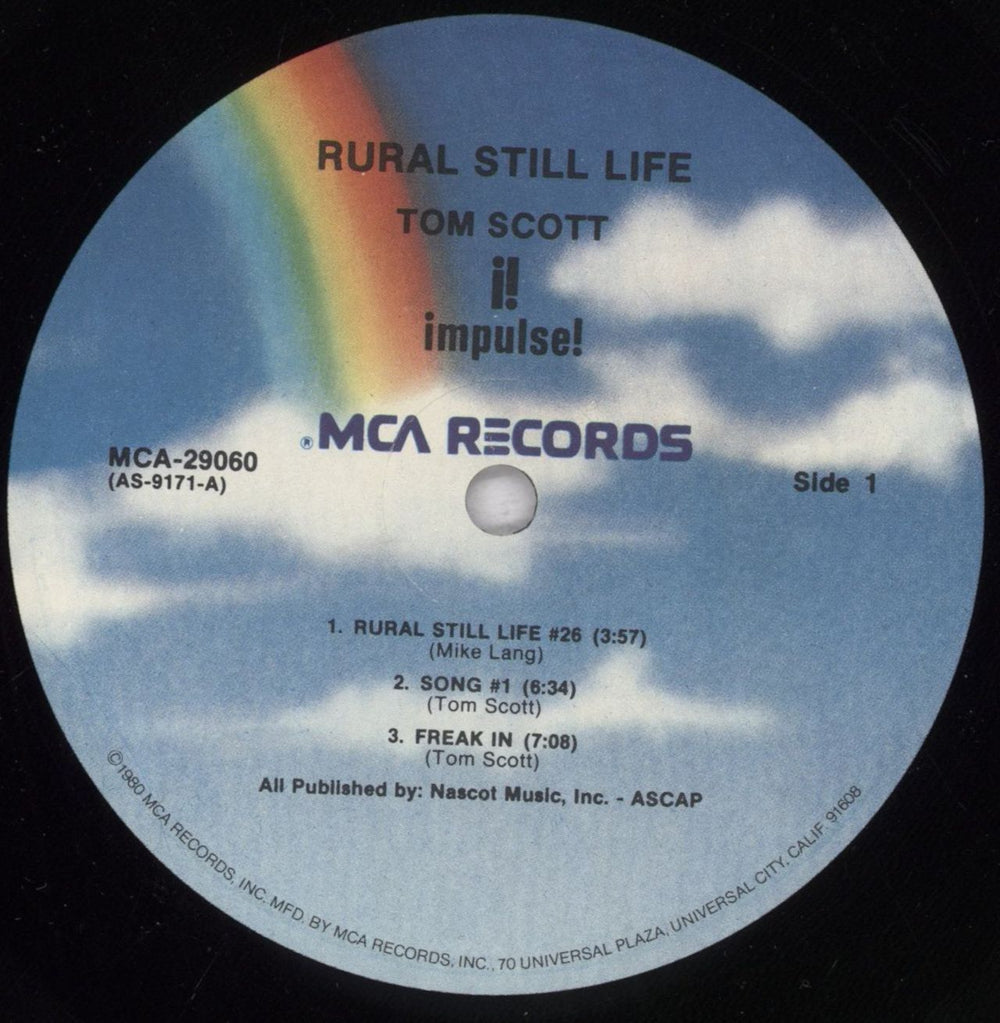 RURAL STILL LIFE
TOM SCOTT
i!
impulse!
® MCA RECORDS
MCA-29060
(AS-9171-A)
Side 1
1. RURAL STILL LIFE #26 (3:57)
(Mike Lang)
2. SONG #1 (6:34)
(Tom Scott)
3. FREAK IN (7:08)
(Tom Scott)
All Published by: Nascot Music, Inc. - ASCAP
©1980 MCA RECORDS, INC. MFD. BY MCA RECORDS, INC., 70 UNIVERSAL PLAZA, UNIVERSAL CITY, CALIF. 91608